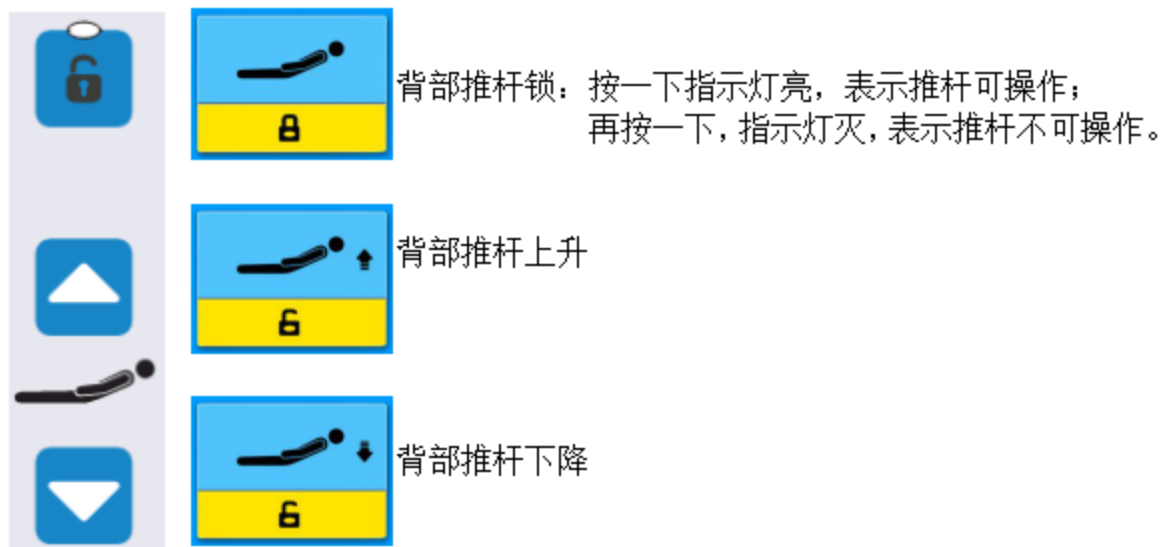 背部推杆锁：按一下指示灯亮，表示推杆可操作；
再按一下，指示灯灭，表示推杆不可操作。
背部推杆上升
背部推杆下降